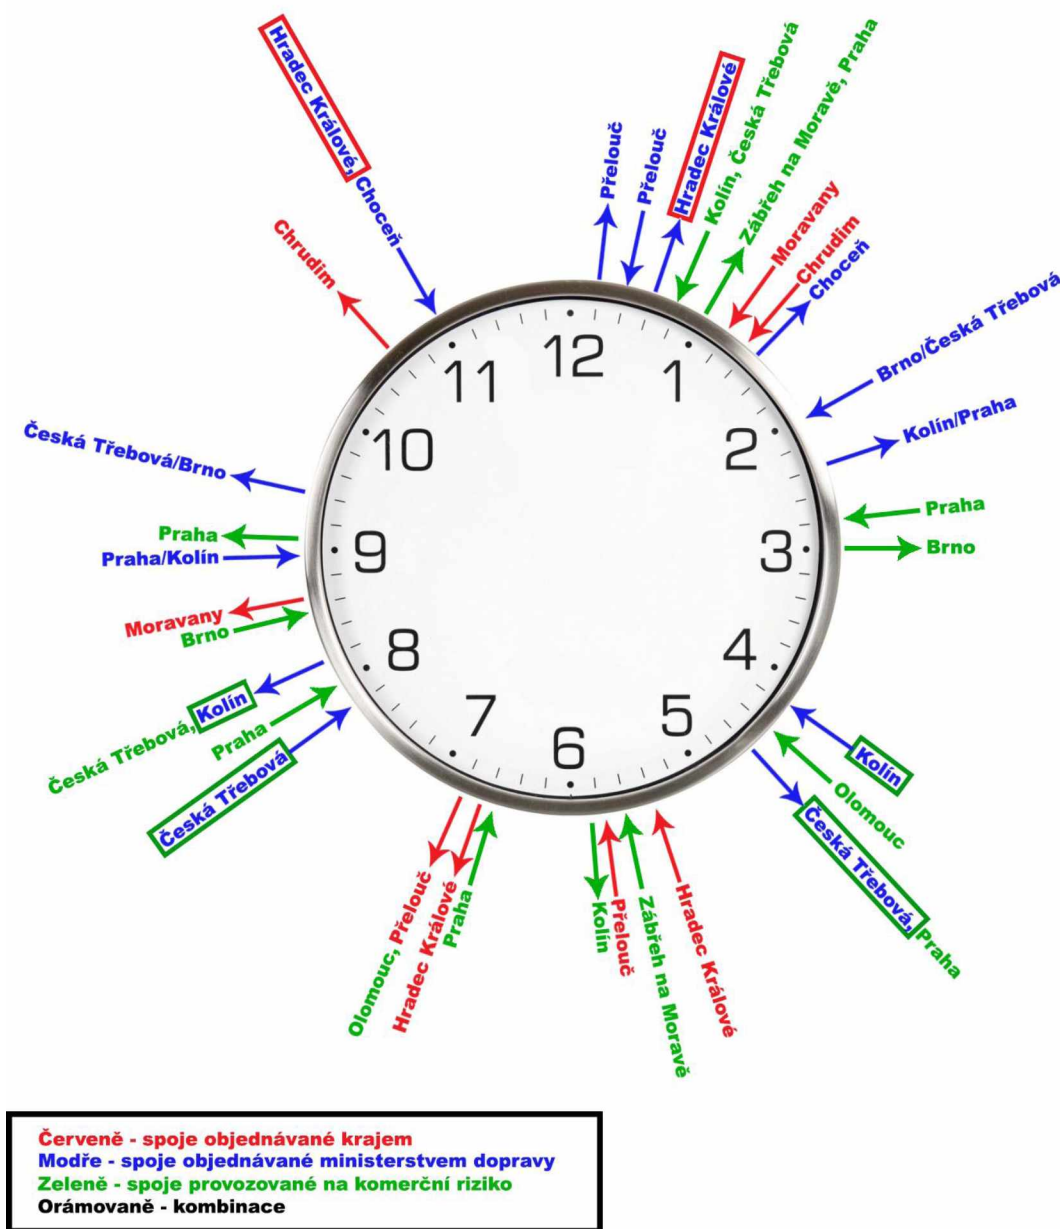 Hradec Králové, Choceň
Přelouč
Přelouč
Hradec Králové
Kolín, Česká Třebová
Zábřeh na Moravě, Praha
Moravany
Chrudim
Choceň
Chrudim
Brno/Česká Třebová
Kolín/Praha
Praha
Brno
Kolín
Olomouc
Česká Třebová, Praha
Hradec Králové
Zábřeh na Moravě
Přelouč
Kolín
Praha
Hradec Králové
Olomouc, Přelouč
Česká Třebová
Praha
Česká Třebová, Kolín
Brno
Moravany
Praha/Kolín
Praha
Česká Třebová/Brno
12
1
2
3
4
5
6
7
8
9
10
11
Červeně - spoje objednávané krajem
Modře - spoje objednávané ministerstvem dopravy
Zeleně - spoje provozované na komerční riziko
Orámovaně - kombinace